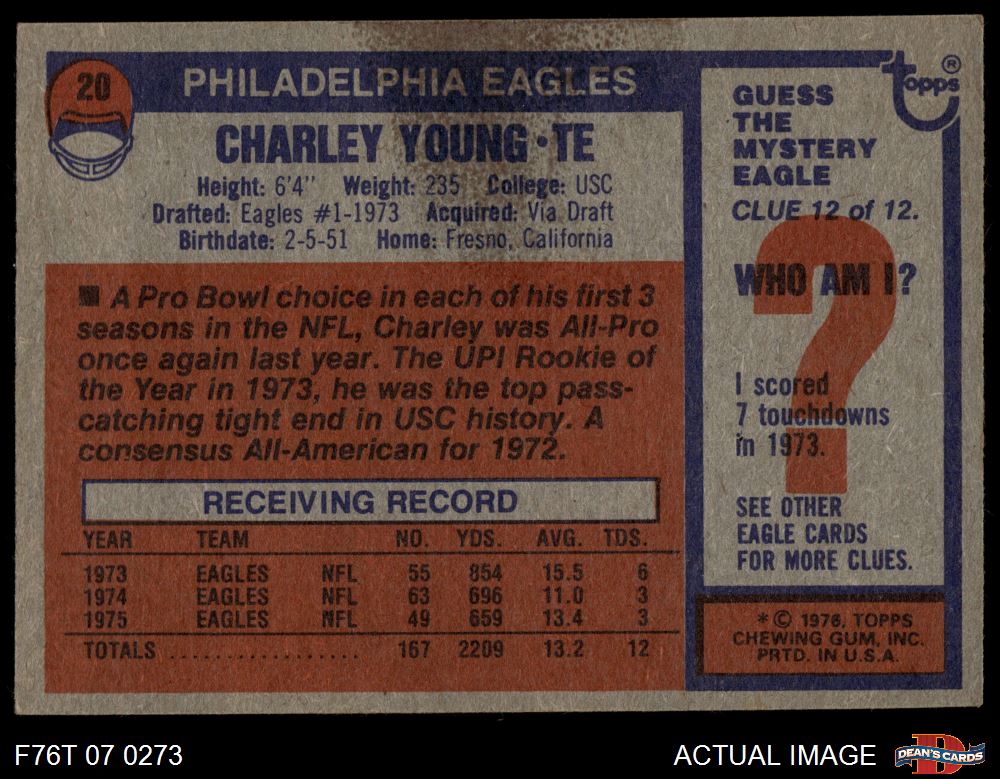 20
PHILADELPHIA EAGLES
CHARLEY YOUNG • TE
Height: 6'4" Weight: 235 College: USC
Drafted: Eagles #1-1973 Acquired: Via Draft
Birthdate: 2-5-51 Home: Fresno, California
■ A Pro Bowl choice in each of his first 3
seasons in the NFL, Charley was All-Pro
once again last year. The UPI Rookie of
the Year in 1973, he was the top pass-
catching tight end in USC history. A
consensus All-American for 1972.
RECEIVING RECORD
YEAR TEAM NO. YDS. AVG. TDS.
1973 EAGLES NFL 55 854 15.5 6
1974 EAGLES NFL 63 696 11.0 3
1975 EAGLES NFL 49 659 13.4 3
TOTALS .................. 167 2209 13.2 12
topps®
GUESS
THE
MYSTERY
EAGLE
CLUE 12 of 12.
WHO AM I?
?
I scored
7 touchdowns
in 1973.
SEE OTHER
EAGLE CARDS
FOR MORE CLUES.
* © 1976, TOPPS
CHEWING GUM, INC.
PRTD. IN U.S.A.
F76T 07 0273
ACTUAL IMAGE
D
DEAN'S CARDS